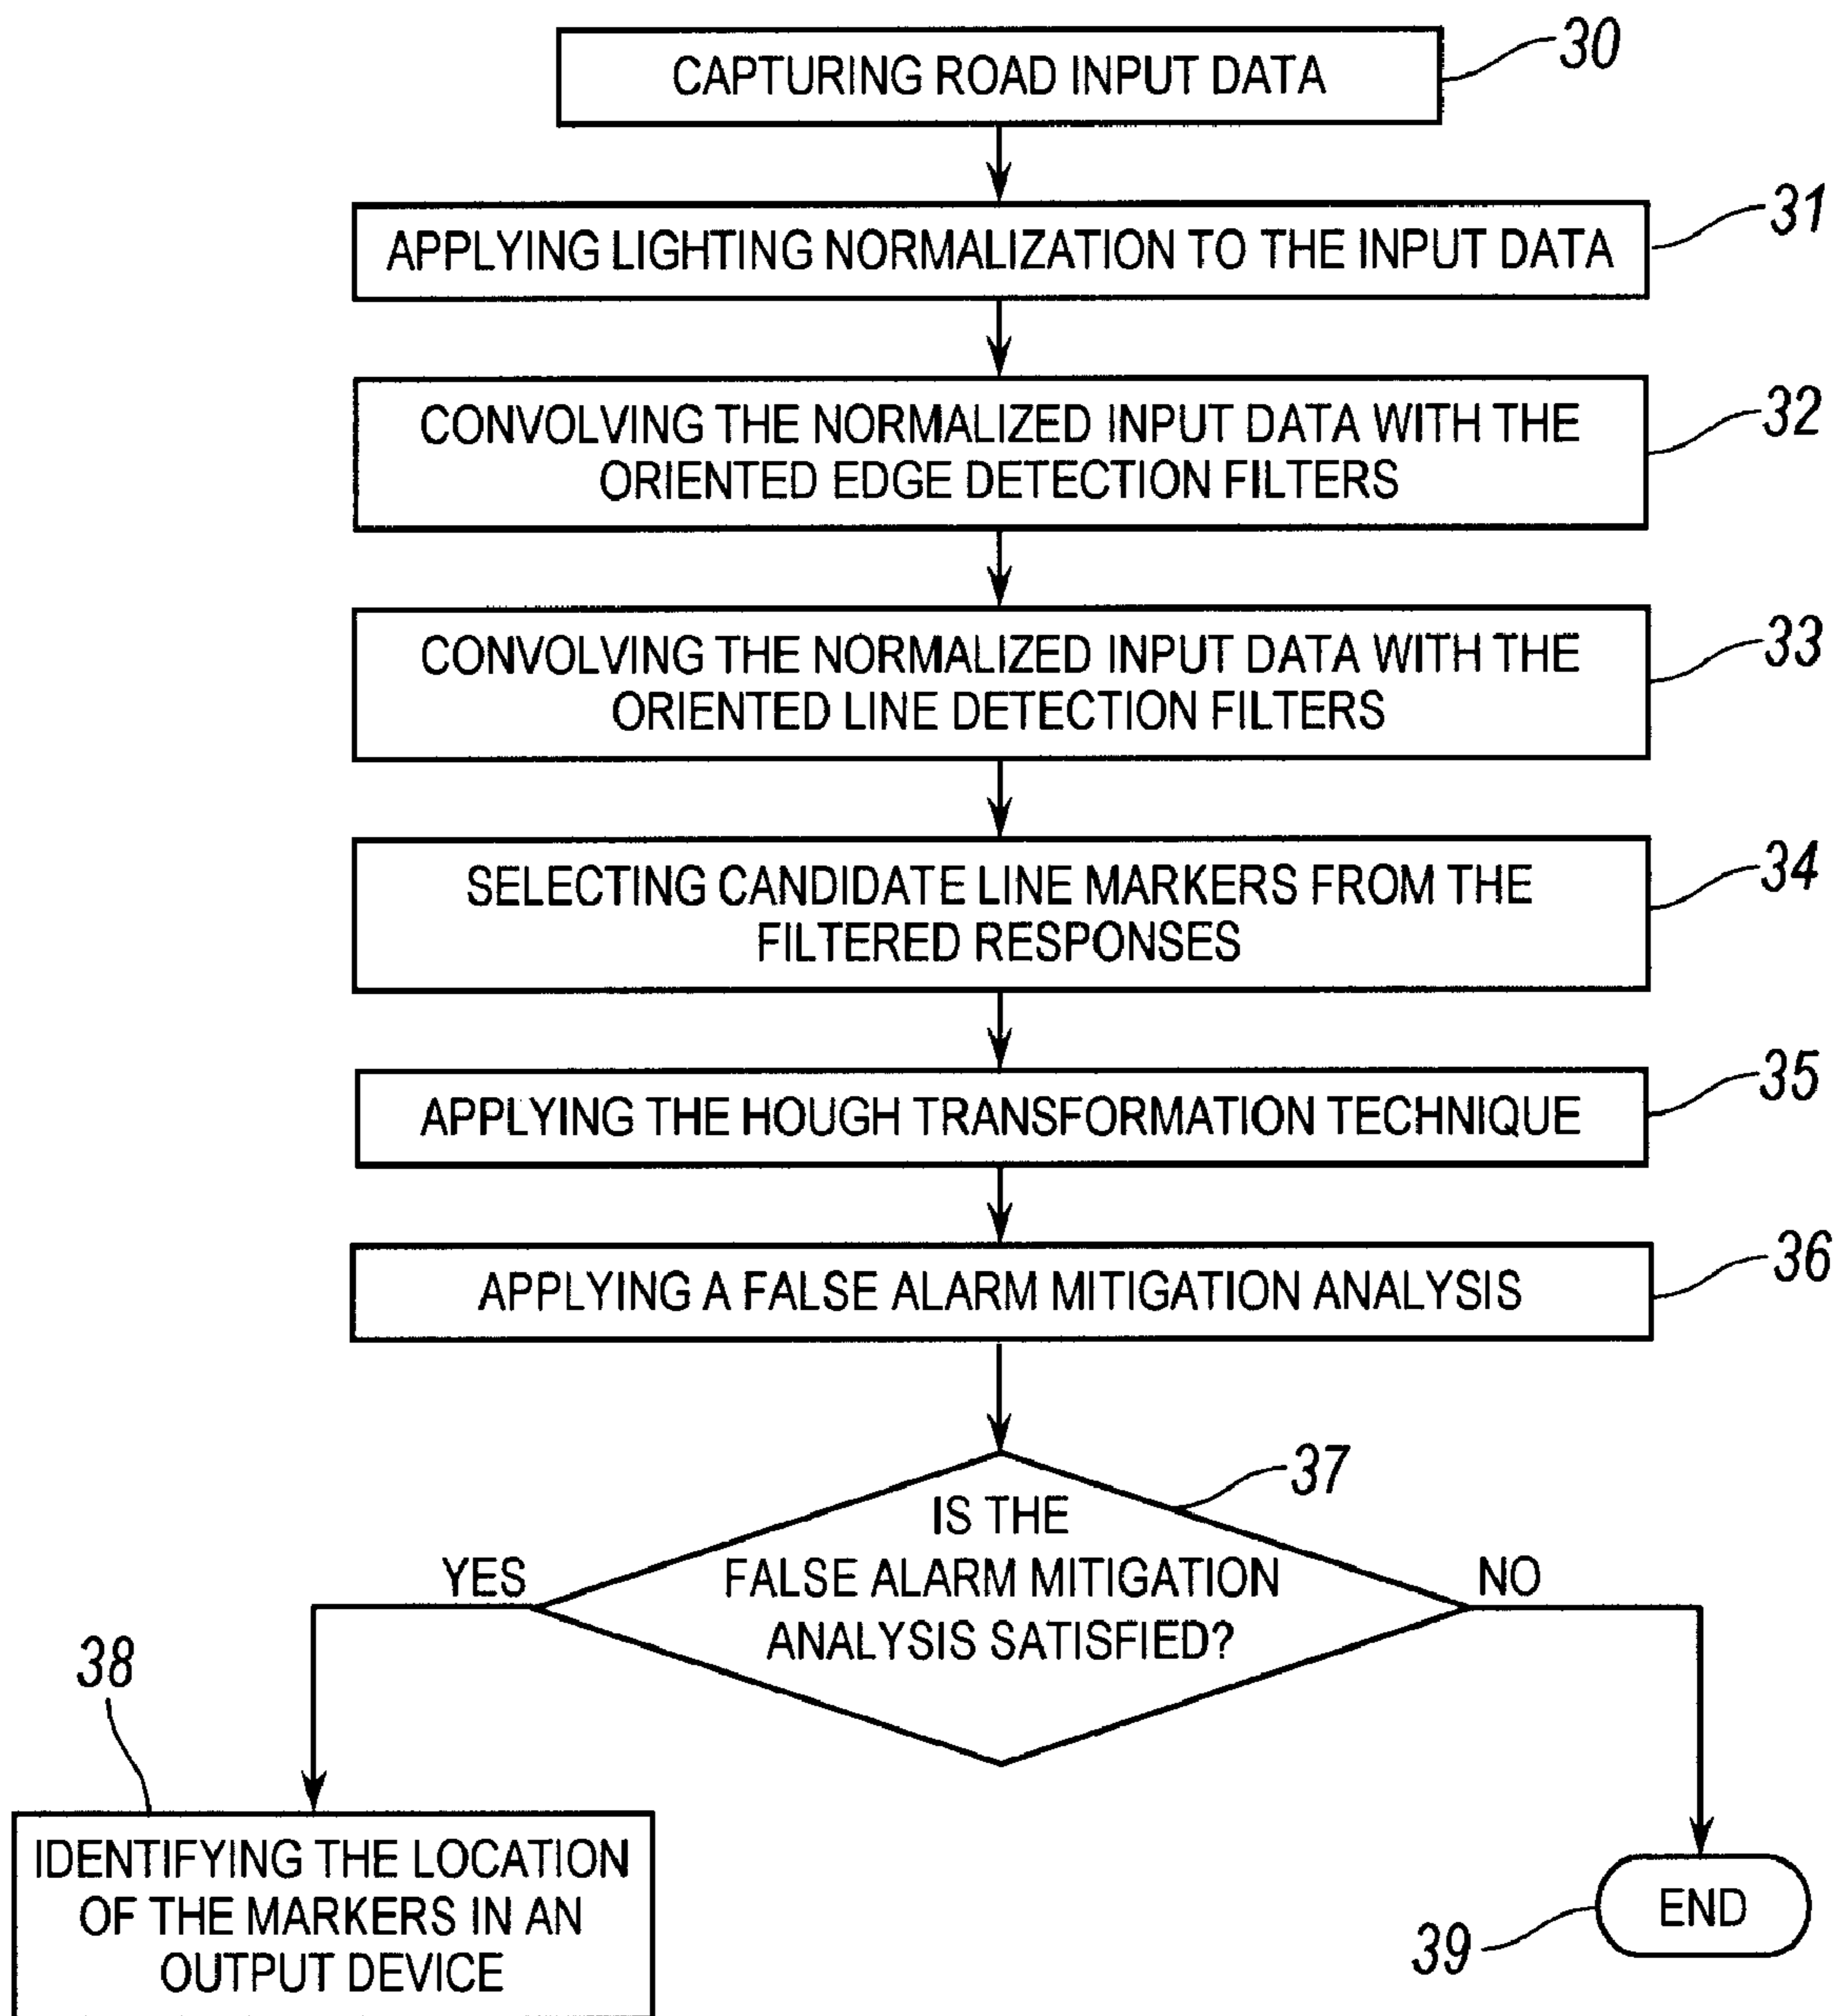 CAPTURING ROAD INPUT DATA
30
APPLYING LIGHTING NORMALIZATION TO THE INPUT DATA
31
CONVOLVING THE NORMALIZED INPUT DATA WITH THE
ORIENTED EDGE DETECTION FILTERS
32
CONVOLVING THE NORMALIZED INPUT DATA WITH THE
ORIENTED LINE DETECTION FILTERS
33
SELECTING CANDIDATE LINE MARKERS FROM THE
FILTERED RESPONSES
34
APPLYING THE HOUGH TRANSFORMATION TECHNIQUE
35
APPLYING A FALSE ALARM MITIGATION ANALYSIS
36
37
IS THE
FALSE ALARM MITIGATION
ANALYSIS SATISFIED?
YES
NO
38
IDENTIFYING THE LOCATION
OF THE MARKERS IN AN
OUTPUT DEVICE
END
39